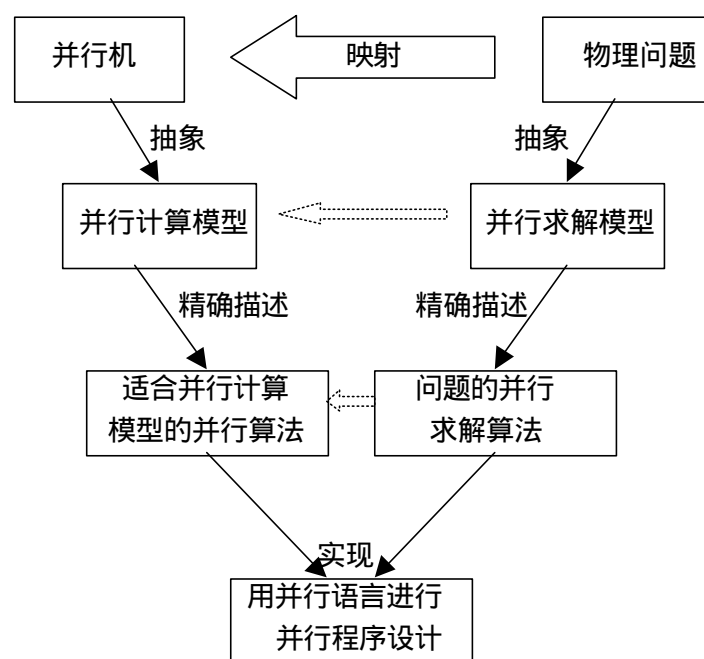 并行机
映射
物理问题
抽象
抽象
并行计算模型
并行求解模型
精确描述
精确描述
适合并行计算
模型的并行算法
问题的并行
求解算法
实现
用并行语言进行
并行程序设计